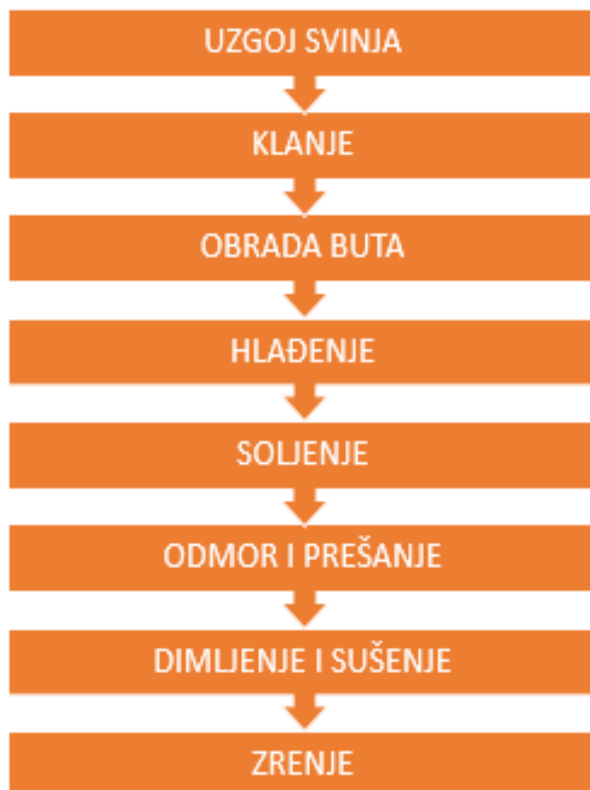 UZGOJ SVINJA
KLANJE
OBRADA BUTA
HLAĐENJE
SOLJENJE
ODMOR I PREŠANJE
DIMLJENJE I SUŠENJE
ZRENJE